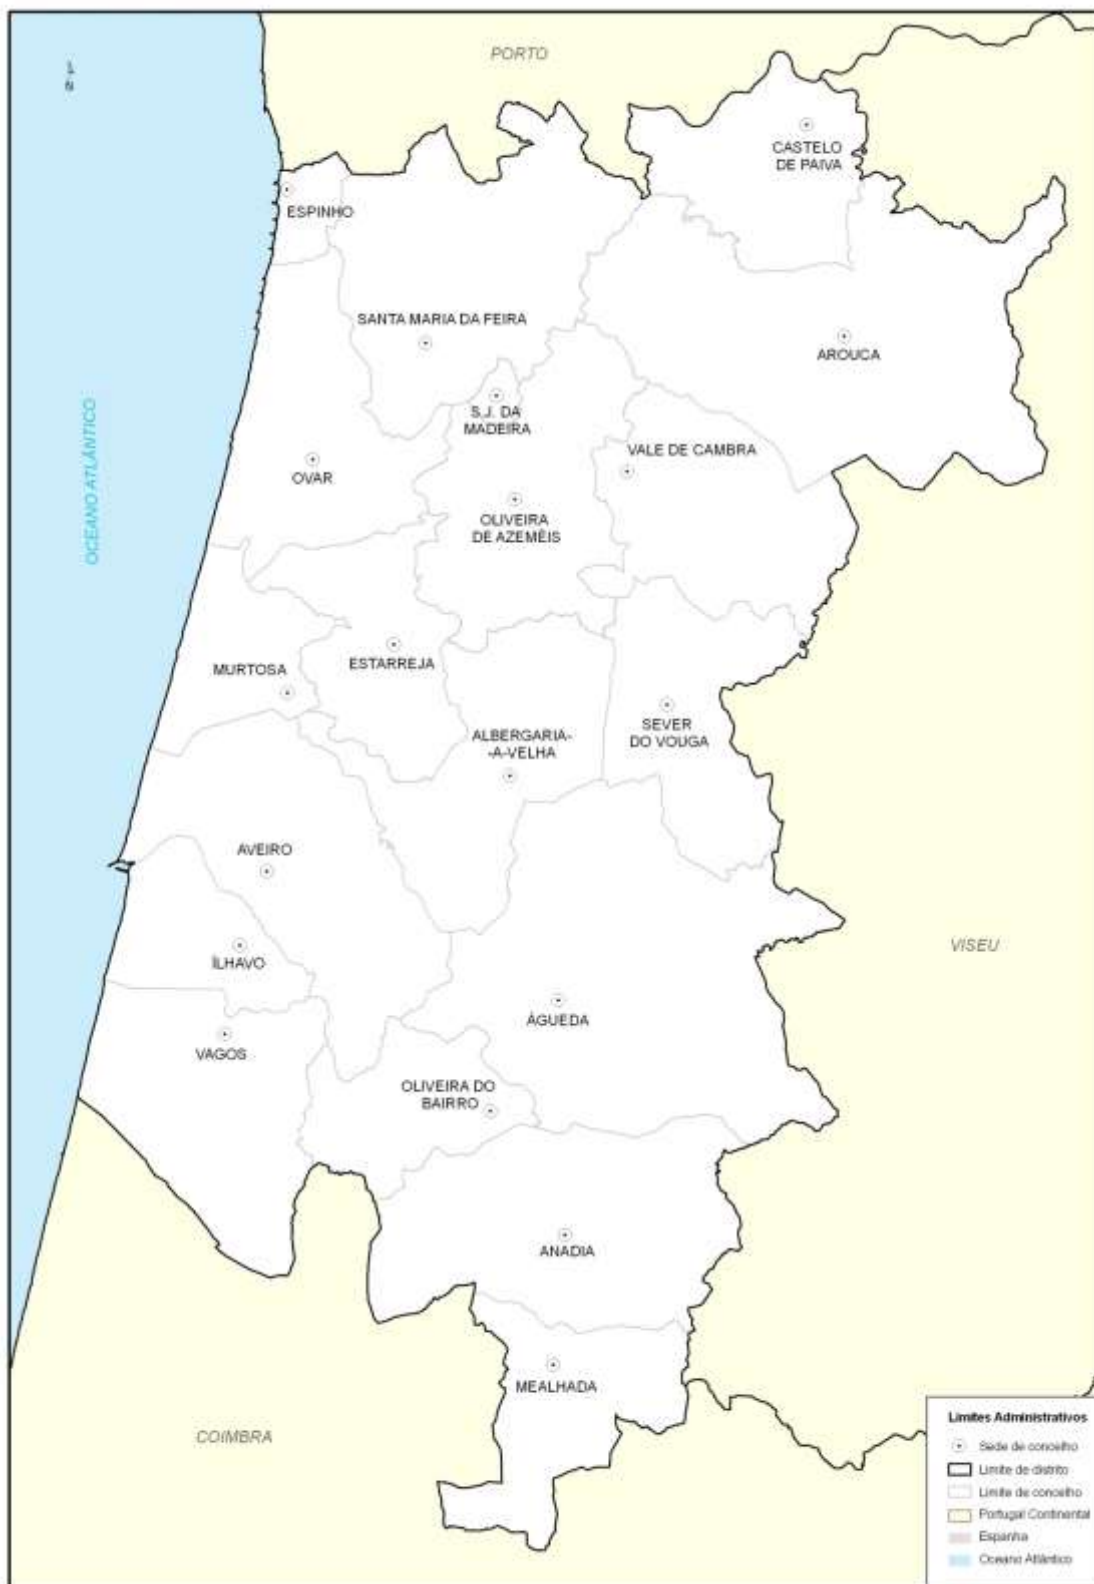 PORTO
N
CASTELO
DE PAIVA
ESPINHO
SANTA MARIA DA FEIRA
AROUCA
S.J. DA
MADEIRA
VALE DE CAMBRA
OVAR
OCEANO ATLÂNTICO
OLIVEIRA
DE AZEMÉIS
ESTARREJA
MURTOSA
SEVER
DO VOUGA
ALBERGARIA-
-A-VELHA
AVEIRO
VISEU
ÍLHAVO
ÁGUEDA
VAGOS
OLIVEIRA DO
BAIRRO
ANADIA
MEALHADA
COIMBRA
Limites Administrativos
Sede de concelho
Limite de distrito
Limite de concelho
Portugal Continental
Espanha
Oceano Atlântico